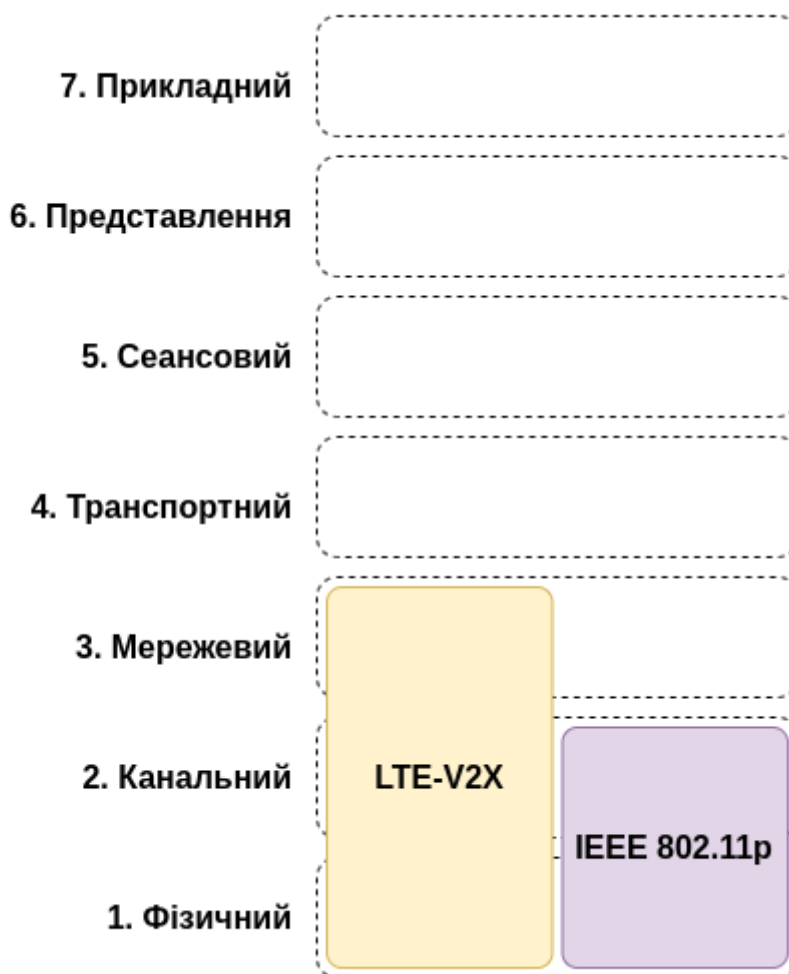 7. Прикладний
6. Представлення
5. Сеансовий
4. Транспортний
3. Мережевий
2. Канальний
LTE-V2X
IEEE 802.11p
1. Фізичний